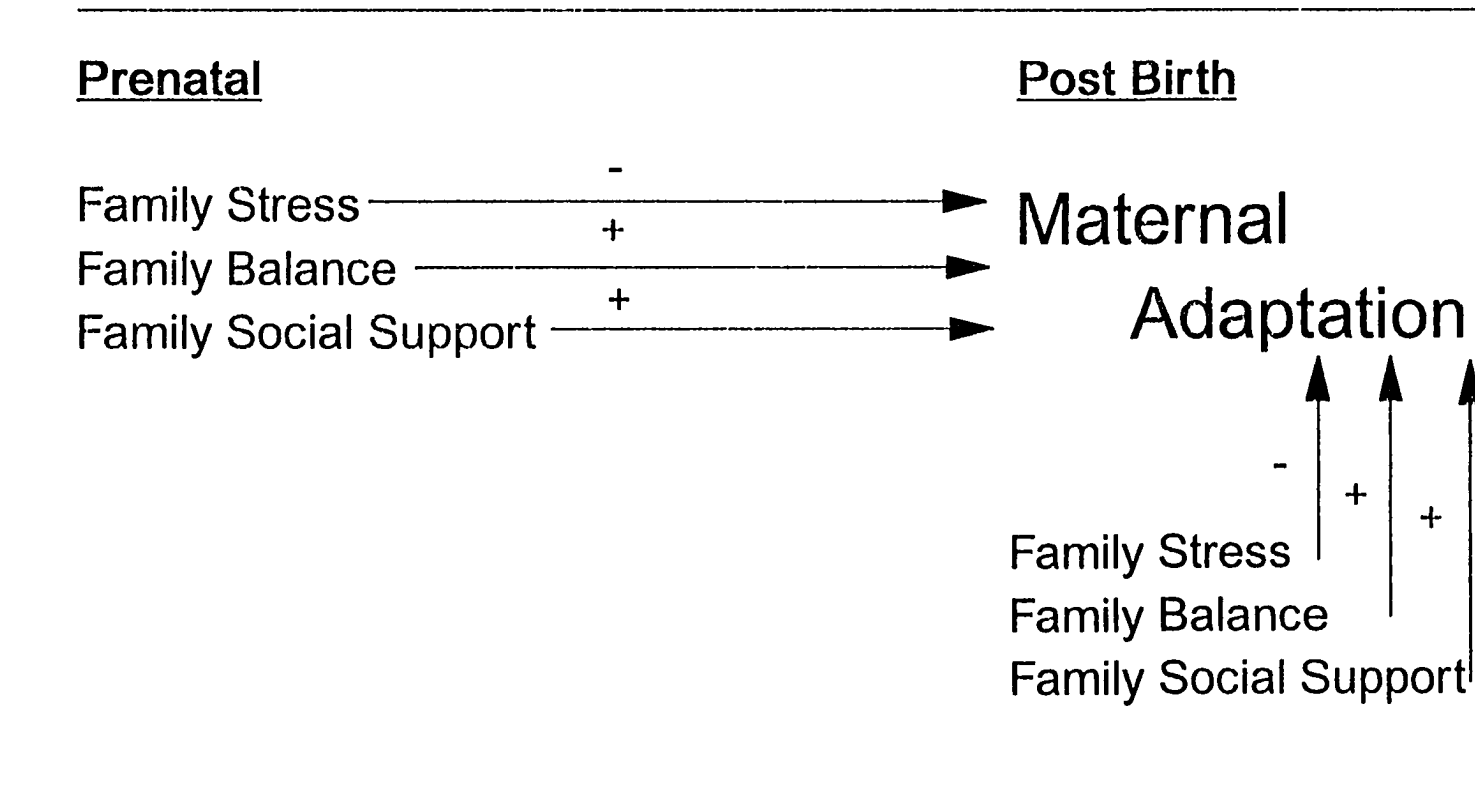 Prenatal
Post Birth
-
Family Stress
+
Family Balance
+
Family Social Support
Maternal
Adaptation
-
+
+
Family Stress
Family Balance
Family Social Support